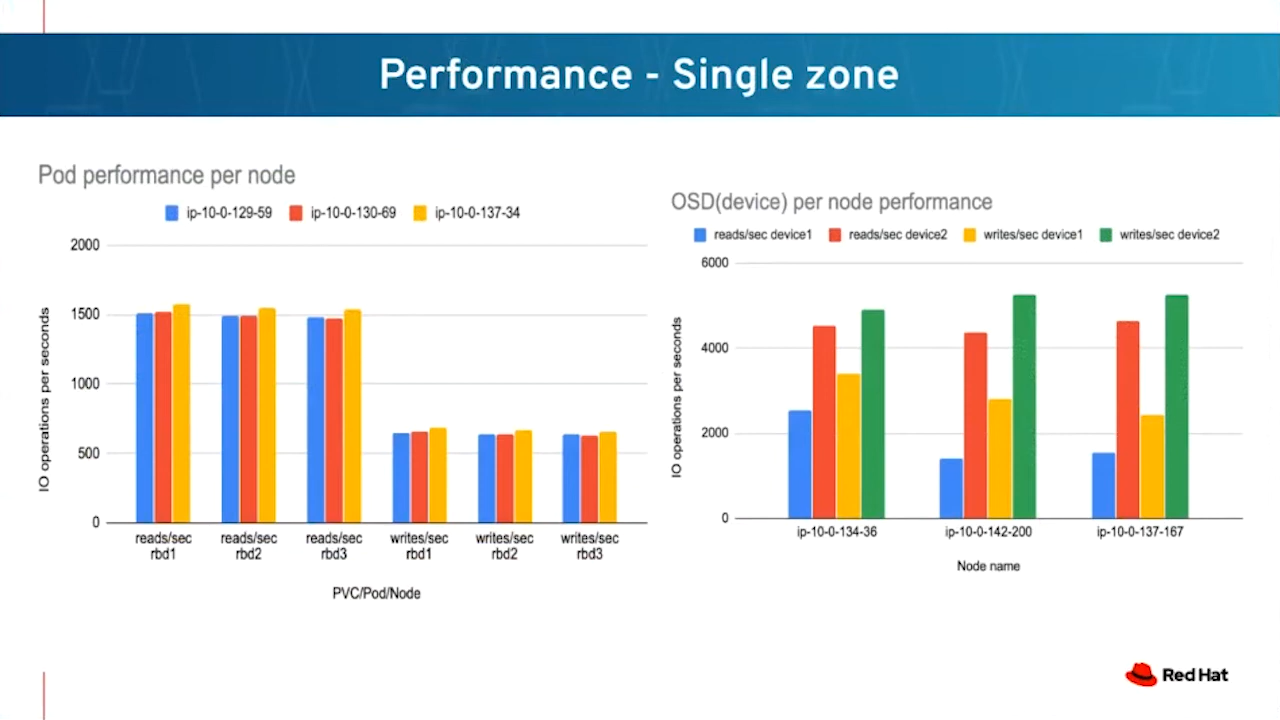 Performance - Single zone
Pod performance per node
ip-10-0-129-59 ip-10-0-130-69 ip-10-0-137-34
IO operations per seconds
2000
1500
1000
500
0
reads/sec rbd1
reads/sec rbd2
reads/sec rbd3
writes/sec rbd1
writes/sec rbd2
writes/sec rbd3
PVC/Pod/Node
OSD(device) per node performance
reads/sec device1 reads/sec device2 writes/sec device1 writes/sec device2
IO operations per seconds
6000
4000
2000
0
ip-10-0-134-36 ip-10-0-142-200 ip-10-0-137-167
Node name
Red Hat